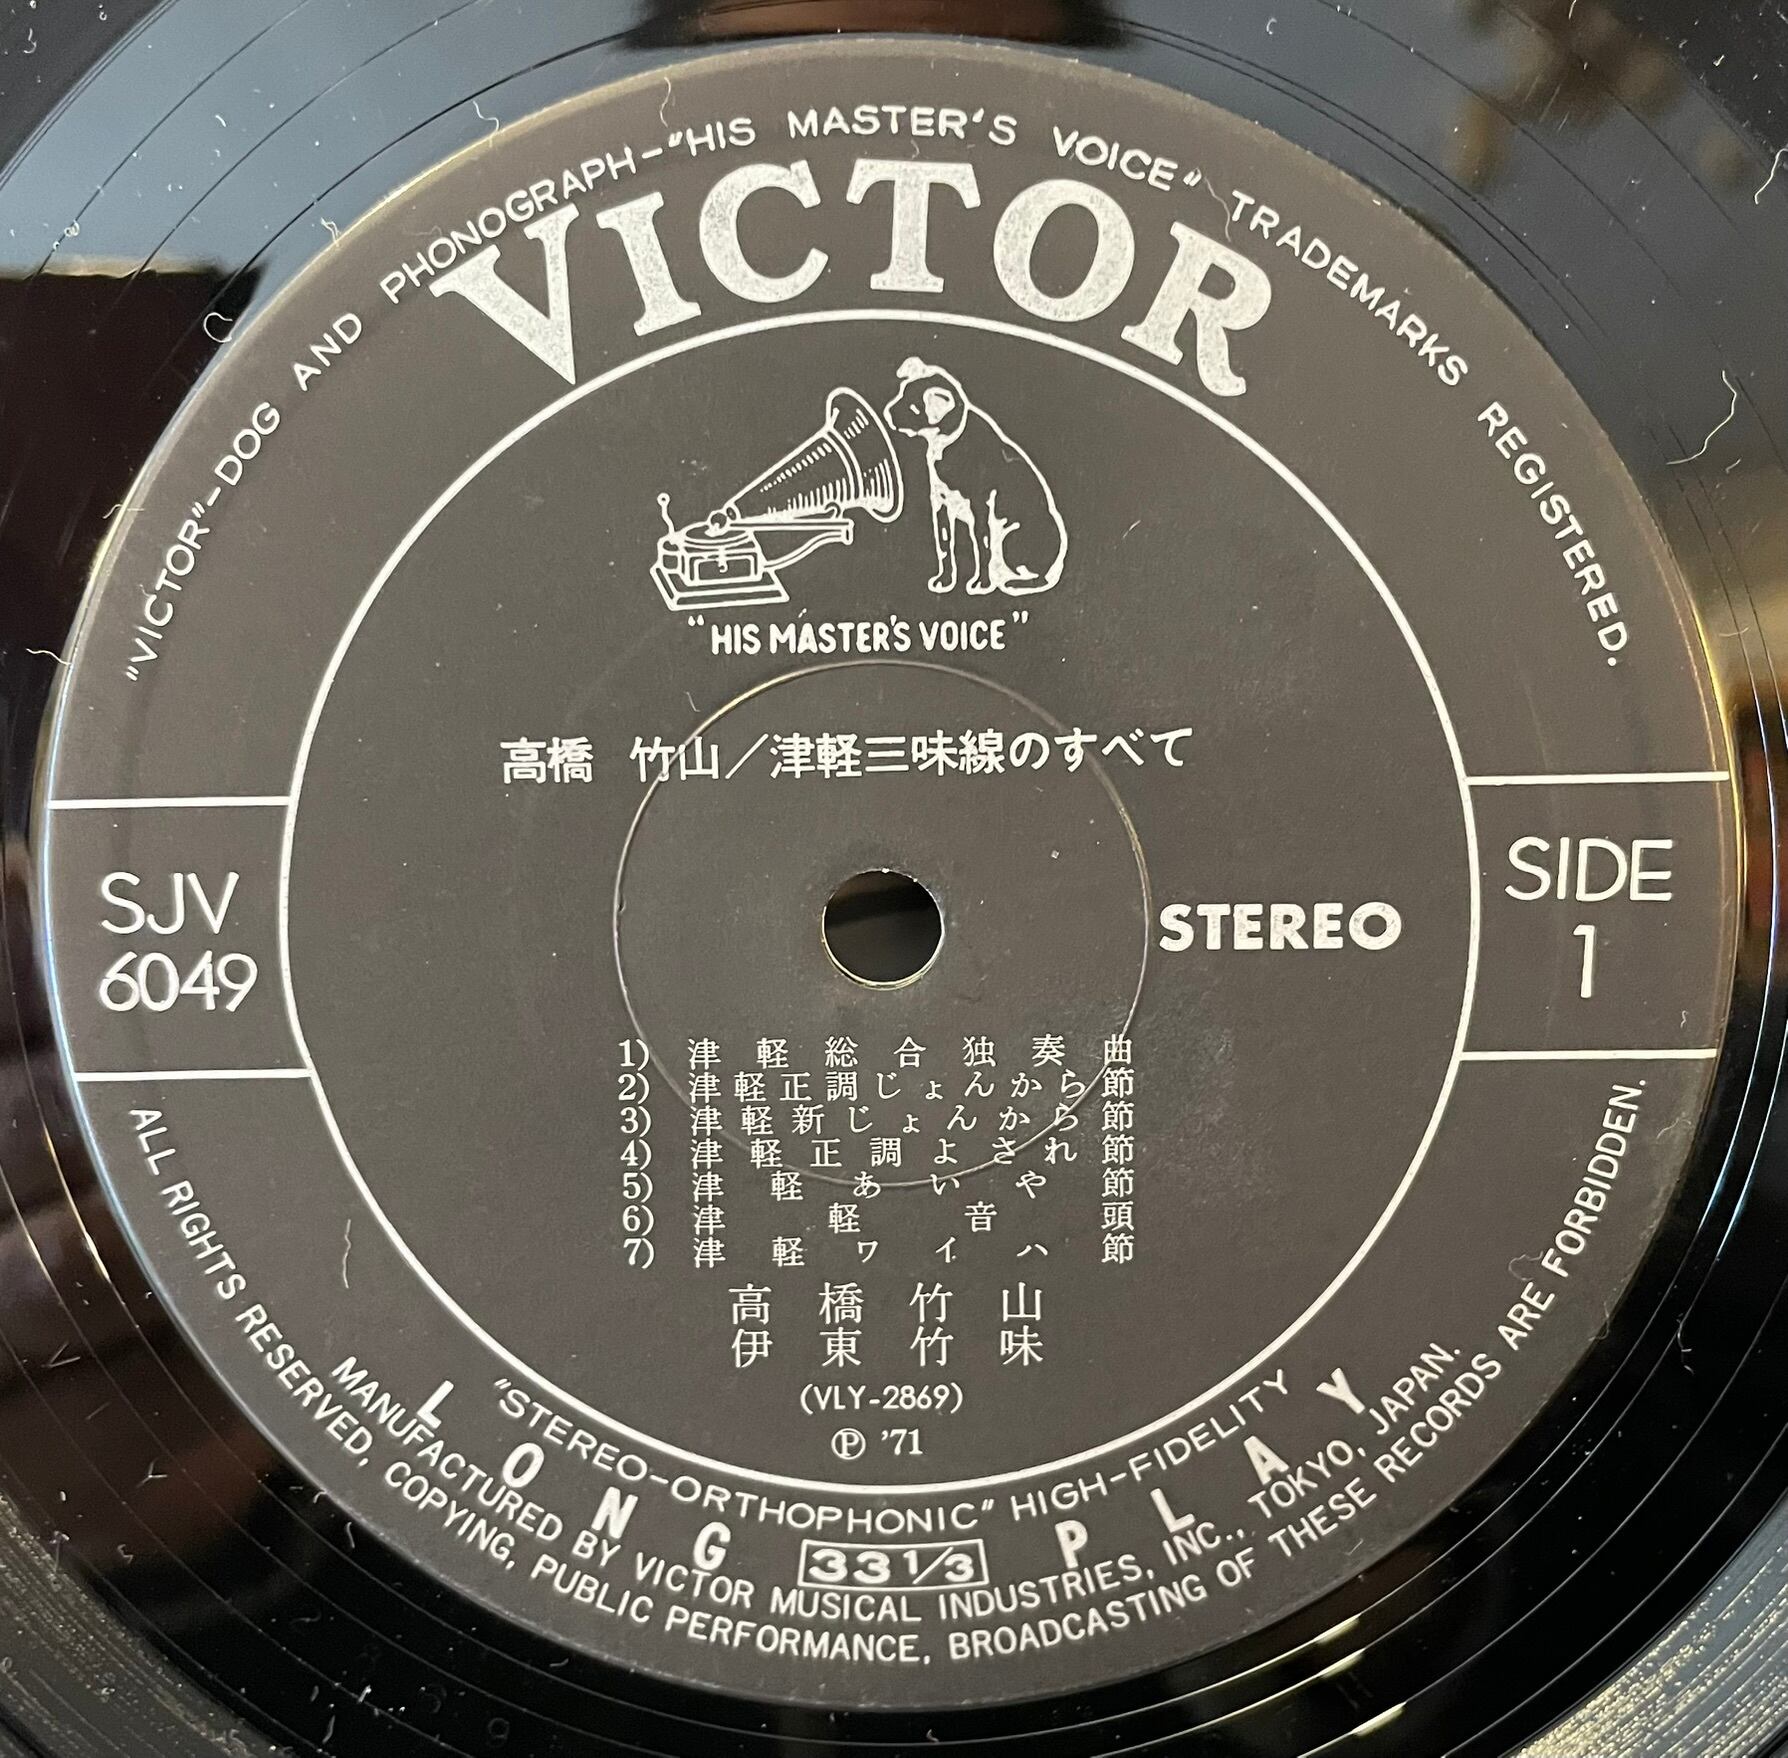 "VICTOR"-DOG AND PHONOGRAPH-"HIS MASTER'S VOICE" TRADEMARKS REGISTERED.
VICTOR
"HIS MASTER'S VOICE"
高橋 竹山/津軽三味線のすべて
SJV
6049
STEREO
SIDE
1
1) 津軽総合独奏曲
2) 津軽正調じょんから節
3) 津軽新じょんから節
4) 津軽正調よされ節
5) 津軽あいや節
6) 津軽音頭
7) 津軽ワイハ節
高橋竹山
伊東竹味
(VLY-2869)
Ⓟ '71
"STEREO-ORTHOPHONIC" HIGH-FIDELITY
LONG 33 1/3 PLAY
MANUFACTURED BY VICTOR MUSICAL INDUSTRIES, INC., TOKYO, JAPAN.
ALL RIGHTS RESERVED, COPYING, PUBLIC PERFORMANCE, BROADCASTING OF THESE RECORDS ARE FORBIDDEN.